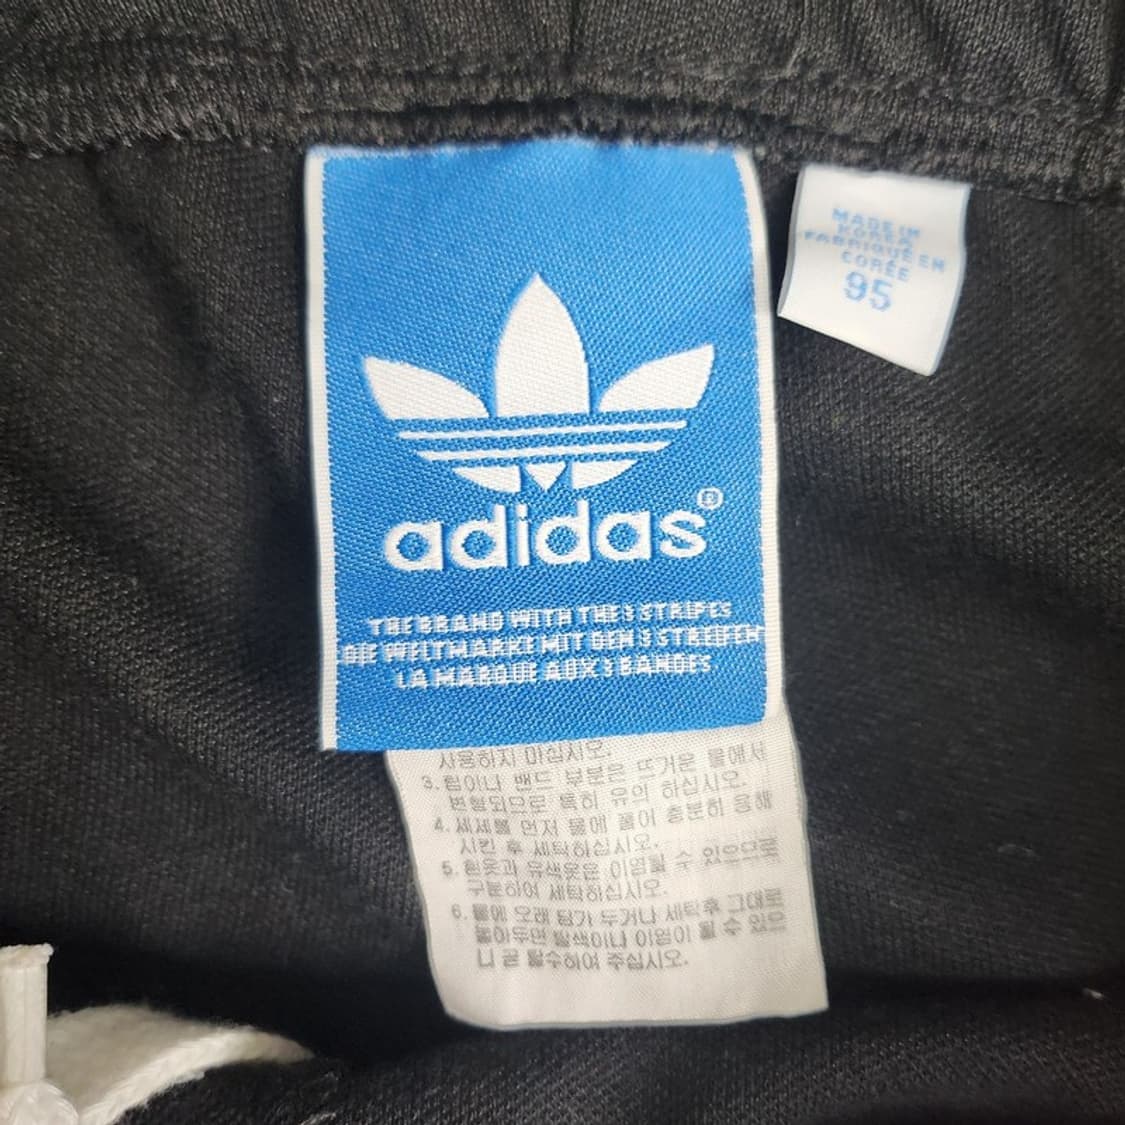 adidas®
THE BRAND WITH THE 3 STRIPES
DIE WELTMARKE MIT DEN 3 STREIFEN
LA MARQUE AUX 3 BANDES
MADE IN
KOREA
FABRIQUÉ EN
CORÉE
95
사용하지 마십시오.
3. 립이나 밴드 부분은 뜨거운 물에서
변형되므로 특히 유의 하십시오.
4. 세제를 먼저 물에 풀어 충분히 용해
시킨 후 세탁하십시오.
5. 흰옷과 유색옷은 이염될 수 있으므로
구분하여 세탁하십시오.
6. 물에 오래 담가 두거나 세탁후 그대로
놓아두면 탈색이나 이염이 될 수 있으
니 곧 탈수하여 주십시오.